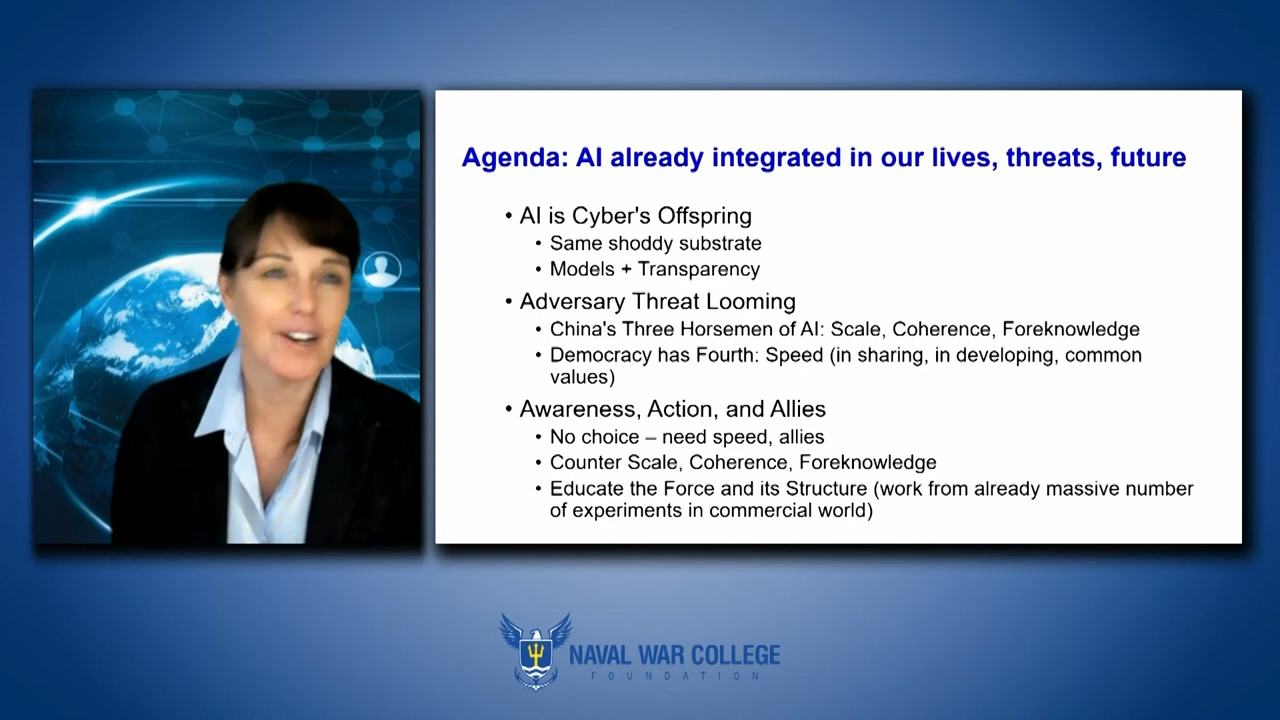 Agenda: AI already integrated in our lives, threats, future
• AI is Cyber's Offspring
• Same shoddy substrate
• Models + Transparency
• Adversary Threat Looming
• China's Three Horsemen of AI: Scale, Coherence, Foreknowledge
• Democracy has Fourth: Speed (in sharing, in developing, common
values)
• Awareness, Action, and Allies
• No choice – need speed, allies
• Counter Scale, Coherence, Foreknowledge
• Educate the Force and its Structure (work from already massive number
of experiments in commercial world)
NAVAL WAR COLLEGE
FOUNDATION